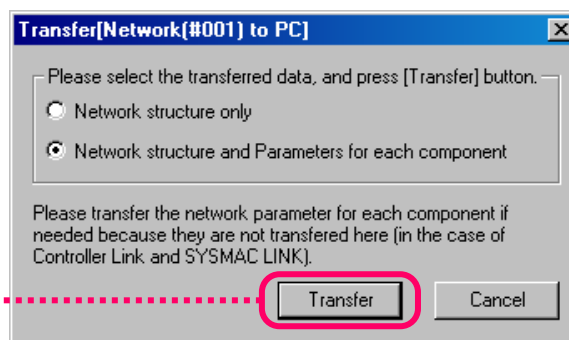 Transfer[Network(#001) to PC]
Please select the transferred data, and press [Transfer] button.
Network structure only
Network structure and Parameters for each component
Please transfer the network parameter for each component if
needed because they are not transfered here (in the case of
Controller Link and SYSMAC LINK).
Transfer Cancel